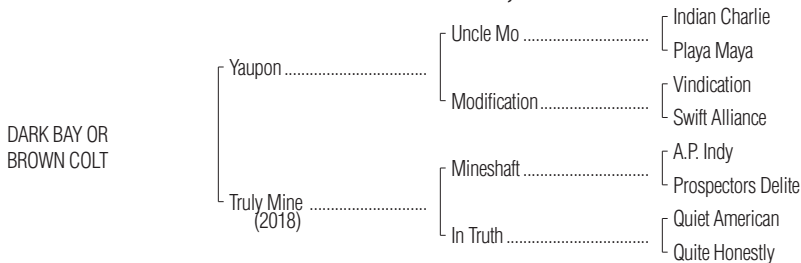 DARK BAY OR
BROWN COLT
Yaupon ..................................
Truly Mine ............................
(2018)
Uncle Mo ..............................
Modification..........................
Mineshaft ..............................
In Truth ..................................
Indian Charlie
Playa Maya
Vindication
Swift Alliance
A.P. Indy
Prospectors Delite
Quiet American
Quite Honestly